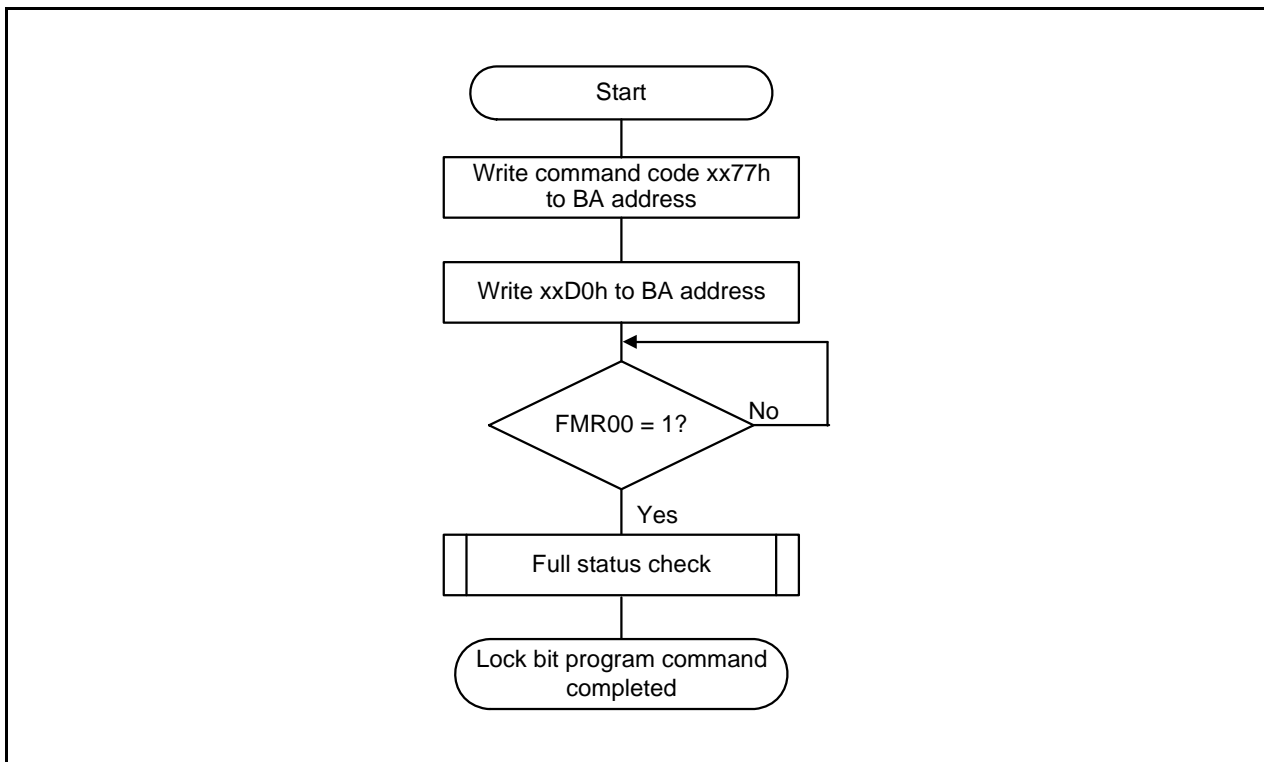 Start
Write command code xx77h
to BA address
Write xxD0h to BA address
FMR00 = 1?
No
Yes
Full status check
Lock bit program command
completed